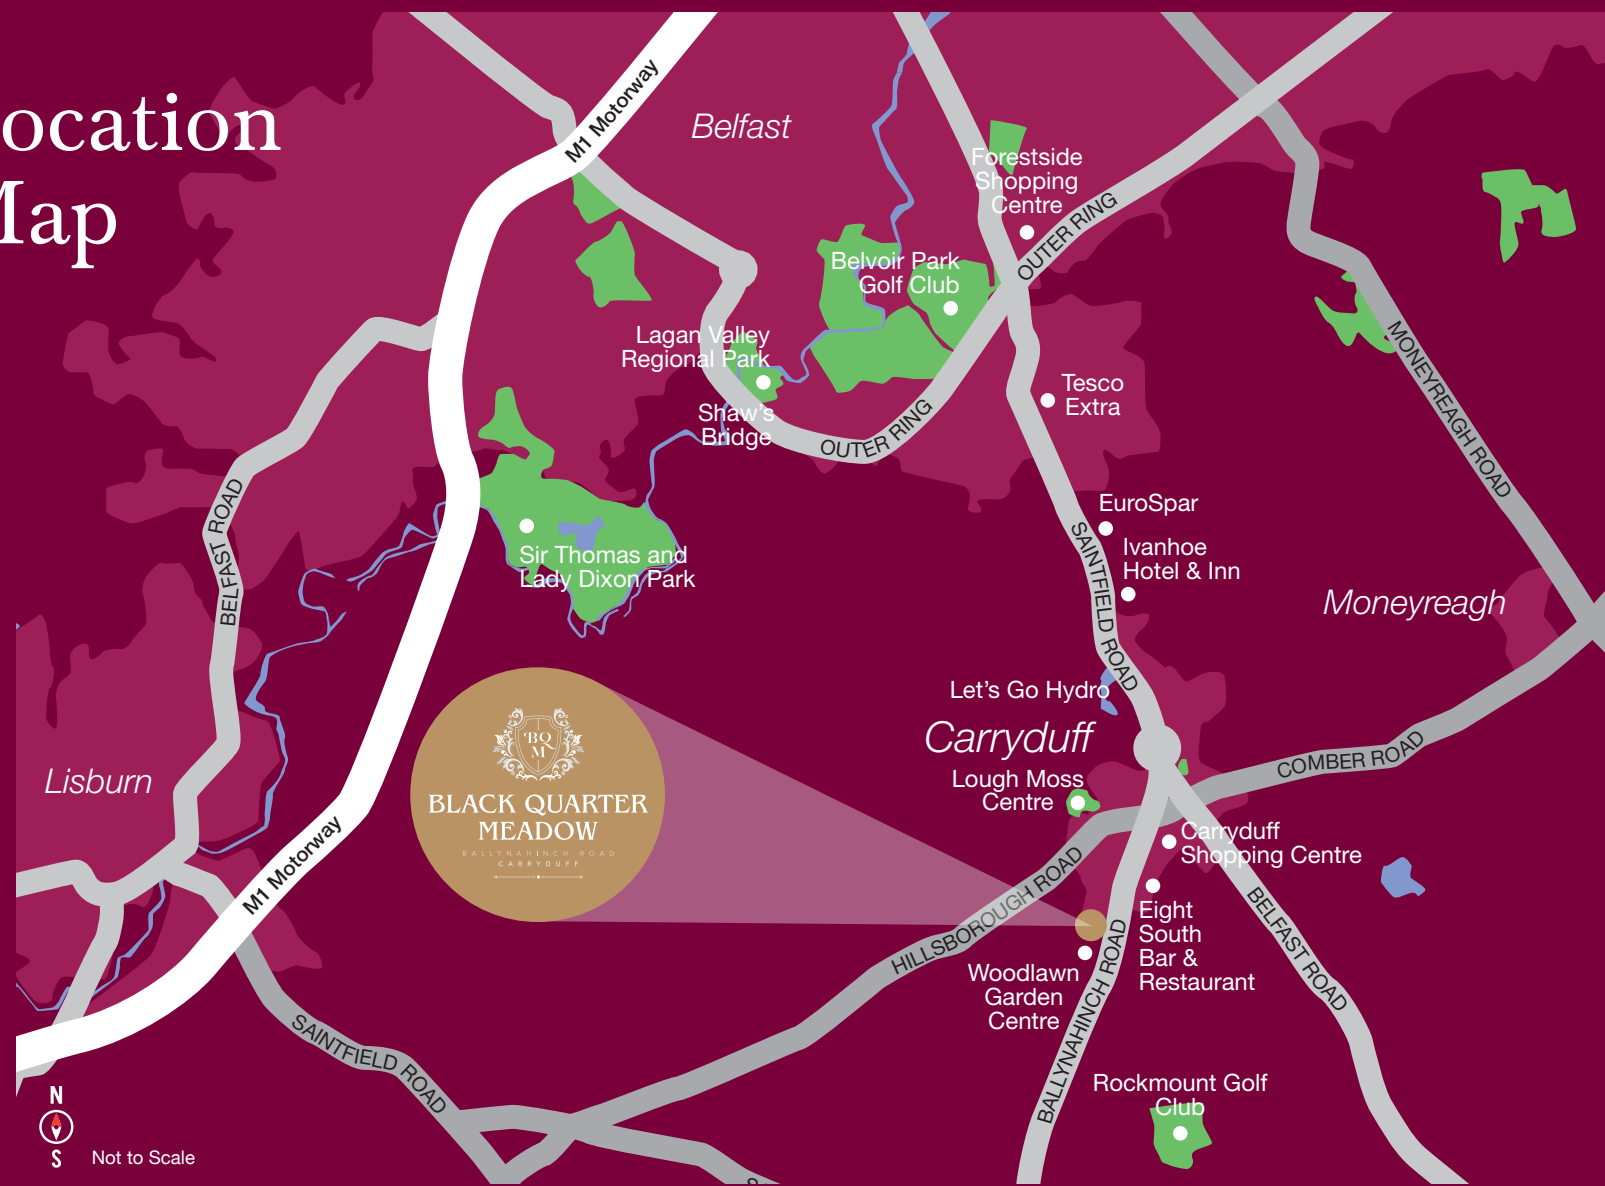 ocation
Map
M1 Motorway
Belfast
Forestside
Shopping
Centre
OUTER RING
Belvoir Park
Golf Club
Lagan Valley
Regional Park
Shaw's
Bridge
OUTER RING
Tesco
Extra
MONEYREAGH ROAD
BELFAST ROAD
Sir Thomas and
Lady Dixon Park
EuroSpar
Ivanhoe
Hotel & Inn
SAINTFIELD ROAD
Moneyreagh
Let's Go Hydro
Carryduff
Lough Moss
Centre
COMBER ROAD
Lisburn
BQ
M
BLACK QUARTER
MEADOW
BALLYNAHINCH ROAD
CARRYDUFF
M1 Motorway
Carryduff
Shopping Centre
HILLSBOROUGH ROAD
Eight
South
Bar &
Restaurant
BELFAST ROAD
Woodlawn
Garden
Centre
BALLYNAHINCH ROAD
SAINTFIELD ROAD
Rockmount Golf
Club
N
S
Not to Scale